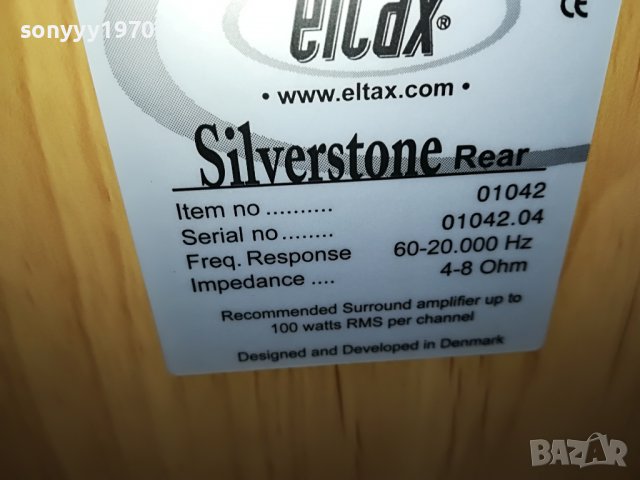 sonyyy1970
eltax®
CE
• www.eltax.com •
Silverstone Rear
Item no .......... 01042
Serial no........ 01042.04
Freq. Response 60-20.000 Hz
Impedance .... 4-8 Ohm
Recommended Surround amplifier up to
100 watts RMS per channel
Designed and Developed in Denmark
BAZAR